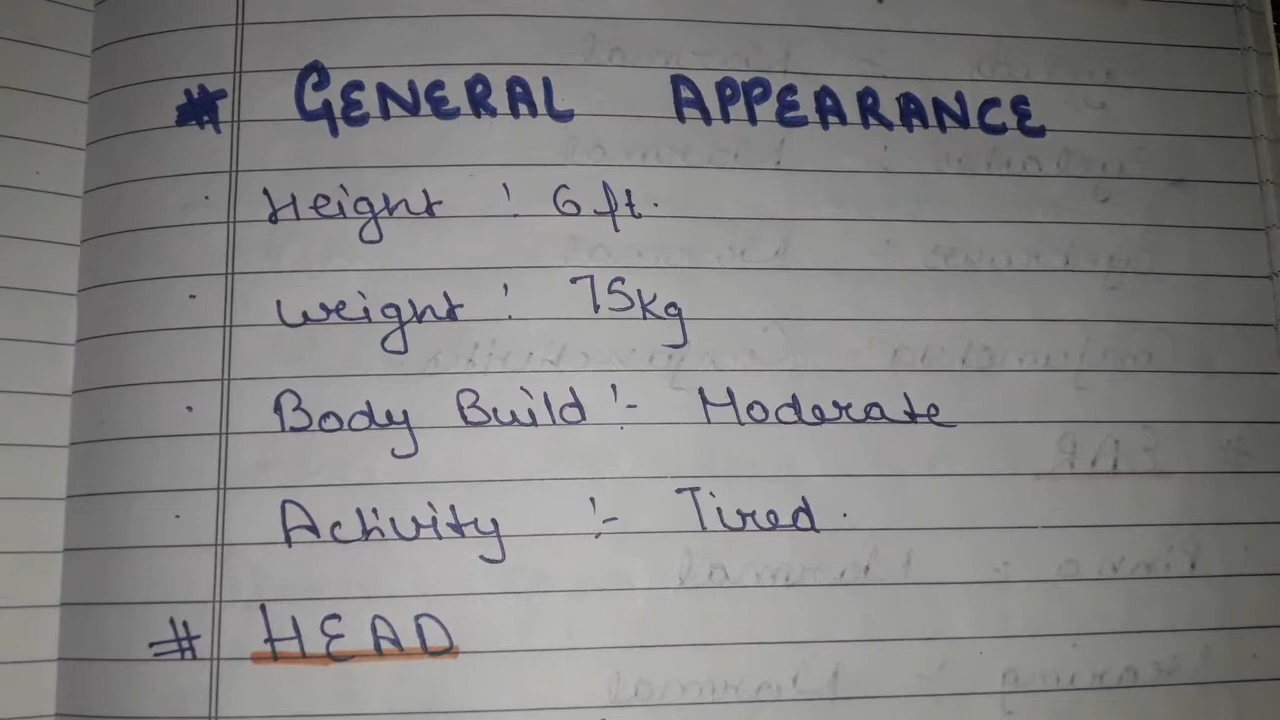 # GENERAL APPEARANCE
· Height : 6 ft.
· Weight : 75kg
· Body Build :- Moderate
· Activity :- Tired.
# HEAD